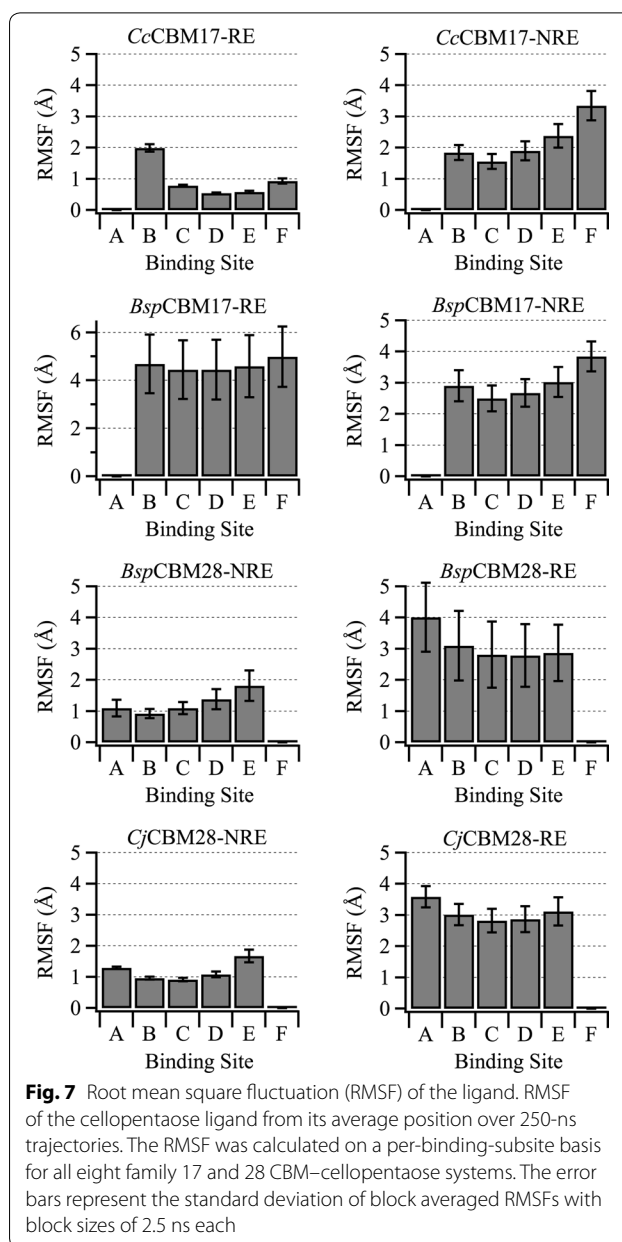 CcCBM17-RE
5
4
3
2
1
0
RMSF (Å)
A B C D E F
Binding Site
CcCBM17-NRE
5
4
3
2
1
0
RMSF (Å)
A B C D E F
Binding Site
BspCBM17-RE
6
4
2
0
RMSF (Å)
A B C D E F
Binding Site
BspCBM17-NRE
5
4
3
2
1
0
RMSF (Å)
A B C D E F
Binding Site
BspCBM28-NRE
5
4
3
2
1
0
RMSF (Å)
A B C D E F
Binding Site
BspCBM28-RE
5
4
3
2
1
0
RMSF (Å)
A B C D E F
Binding Site
CjCBM28-NRE
5
4
3
2
1
0
RMSF (Å)
A B C D E F
Binding Site
CjCBM28-RE
5
4
3
2
1
0
RMSF (Å)
A B C D E F
Binding Site
Fig. 7 Root mean square fluctuation (RMSF) of the ligand. RMSF
of the cellopentaose ligand from its average position over 250-ns
trajectories. The RMSF was calculated on a per-binding-subsite basis
for all eight family 17 and 28 CBM–cellopentaose systems. The error
bars represent the standard deviation of block averaged RMSFs with
block sizes of 2.5 ns each